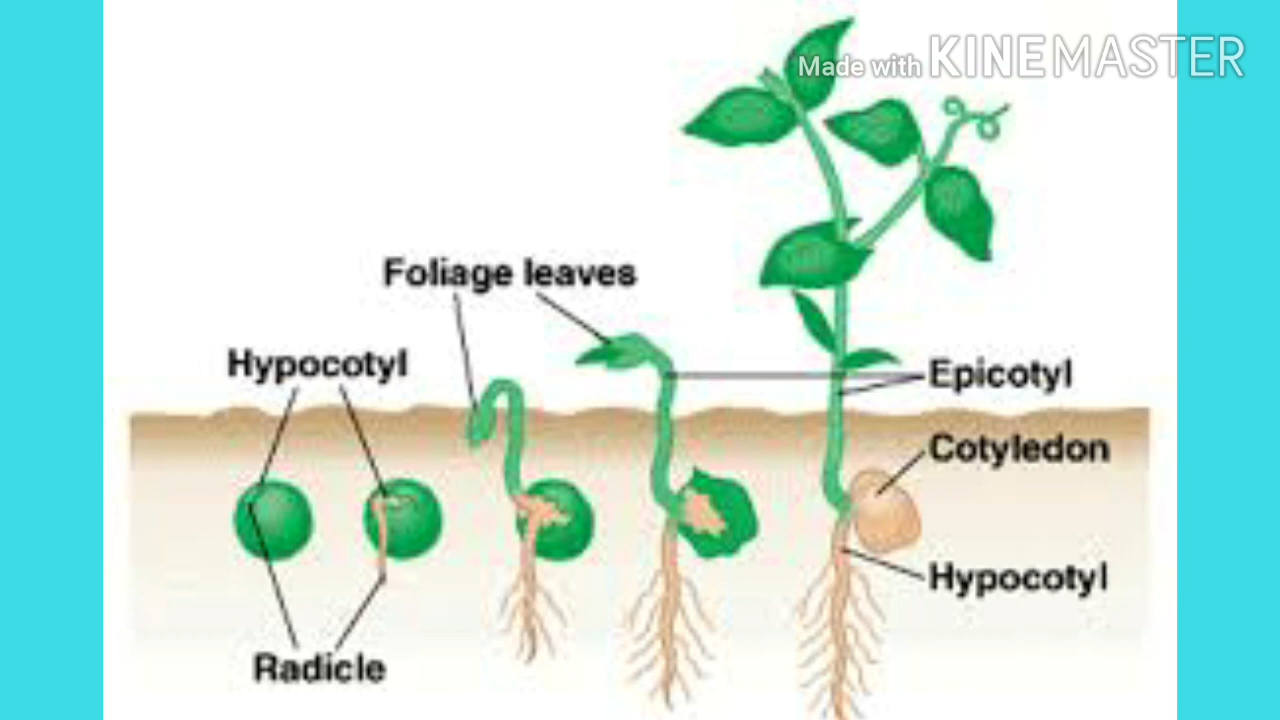 Made with KINEMASTER
Foliage leaves
Hypocotyl
Epicotyl
Cotyledon
Hypocotyl
Radicle